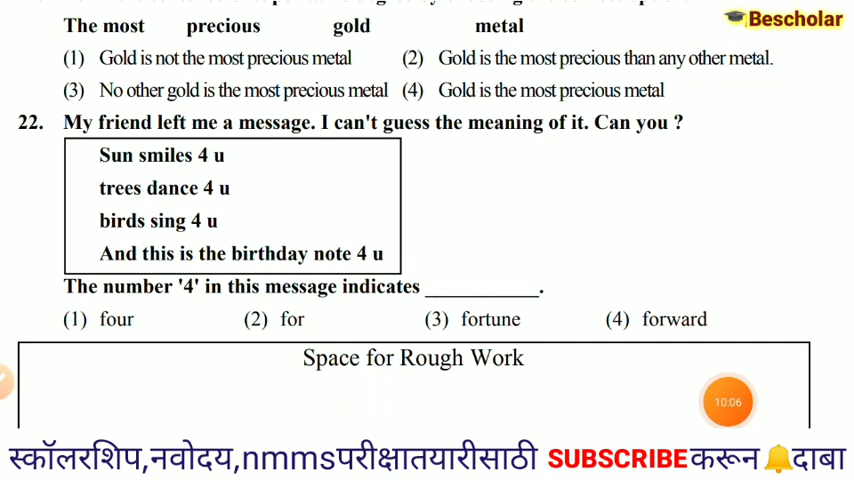 Bescholar
The most precious gold metal
(1) Gold is not the most precious metal (2) Gold is the most precious than any other metal.
(3) No other gold is the most precious metal (4) Gold is the most precious metal
22. My friend left me a message. I can't guess the meaning of it. Can you ?
Sun smiles 4 u
trees dance 4 u
birds sing 4 u
And this is the birthday note 4 u
The number '4' in this message indicates ____________.
(1) four (2) for (3) fortune (4) forward
Space for Rough Work
10:06
स्कॉलरशिप,नवोदय,nmmsपरीक्षातयारीसाठी SUBSCRIBEकरून🔔दाबा